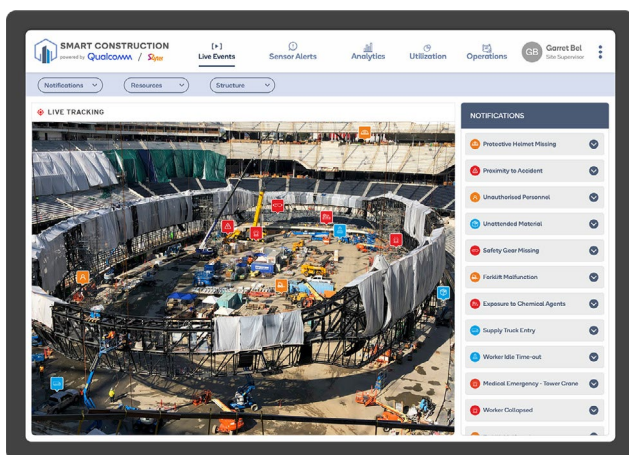 SMART CONSTRUCTION
powered by Qualcomm / Skyter
Live Events
Sensor Alerts
Analytics
Utilization
Operations
GB
Garret Bel
Site Supervisor
Notifications
Resources
Structure
LIVE TRACKING
NOTIFICATIONS
Protective Helmet Missing
Proximity to Accident
Unauthorised Personnel
Unattended Material
Safety Gear Missing
Forklift Malfunction
Exposure to Chemical Agents
Supply Truck Entry
Worker Idle Time-out
Medical Emergency - Tower Crane
Worker Collapsed